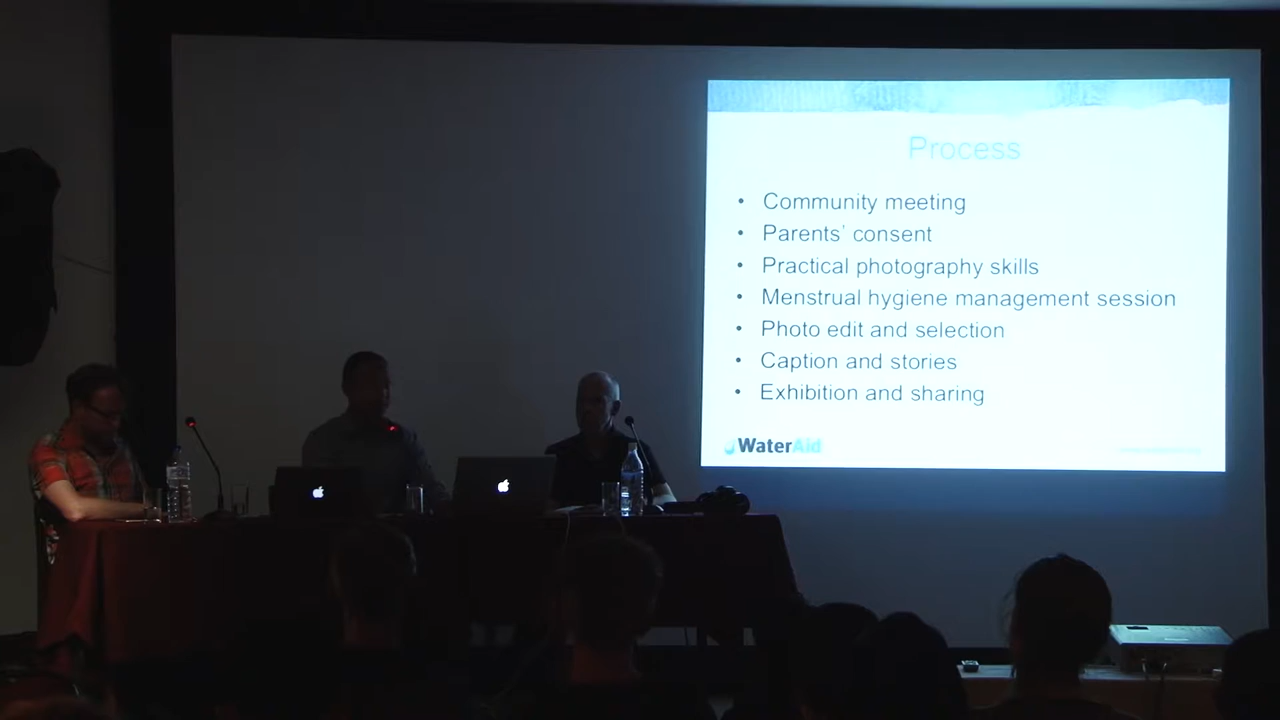 Process
• Community meeting
• Parents' consent
• Practical photography skills
• Menstrual hygiene management session
• Photo edit and selection
• Caption and stories
• Exhibition and sharing
WaterAid